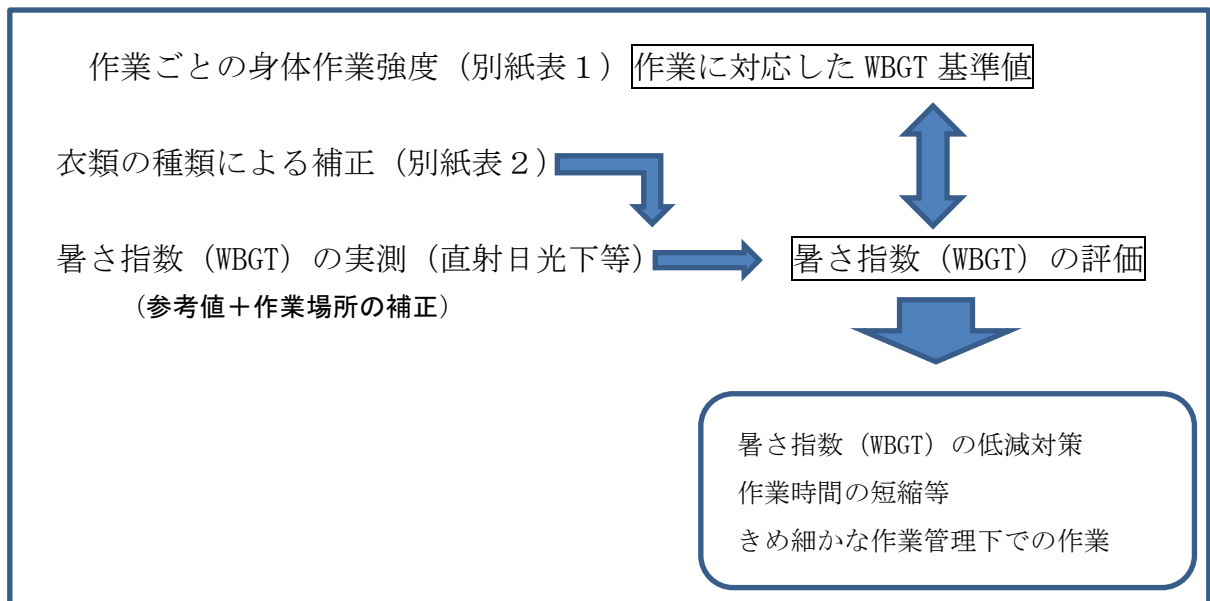 作業ごとの身体作業強度（別紙表１）作業に対応した WBGT 基準値
衣類の種類による補正（別紙表２）
暑さ指数（WBGT）の実測（直射日光下等）
暑さ指数（WBGT）の評価
（参考値＋作業場所の補正）
暑さ指数（WBGT）の低減対策
作業時間の短縮等
きめ細かな作業管理下での作業